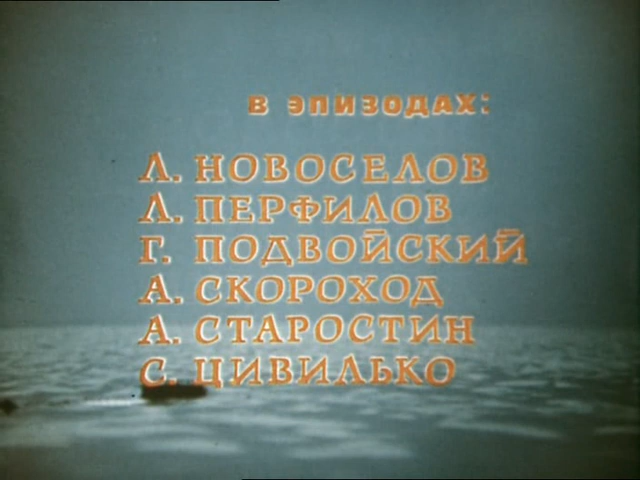 В ЭПИЗОДАХ:
Л. НОВОСЕЛОВ
Л. ПЕРФИЛОВ
Г. ПОДВОЙСКИЙ
А. СКОРОХОД
А. СТАРОСТИН
С. ЦИВИЛЬКО